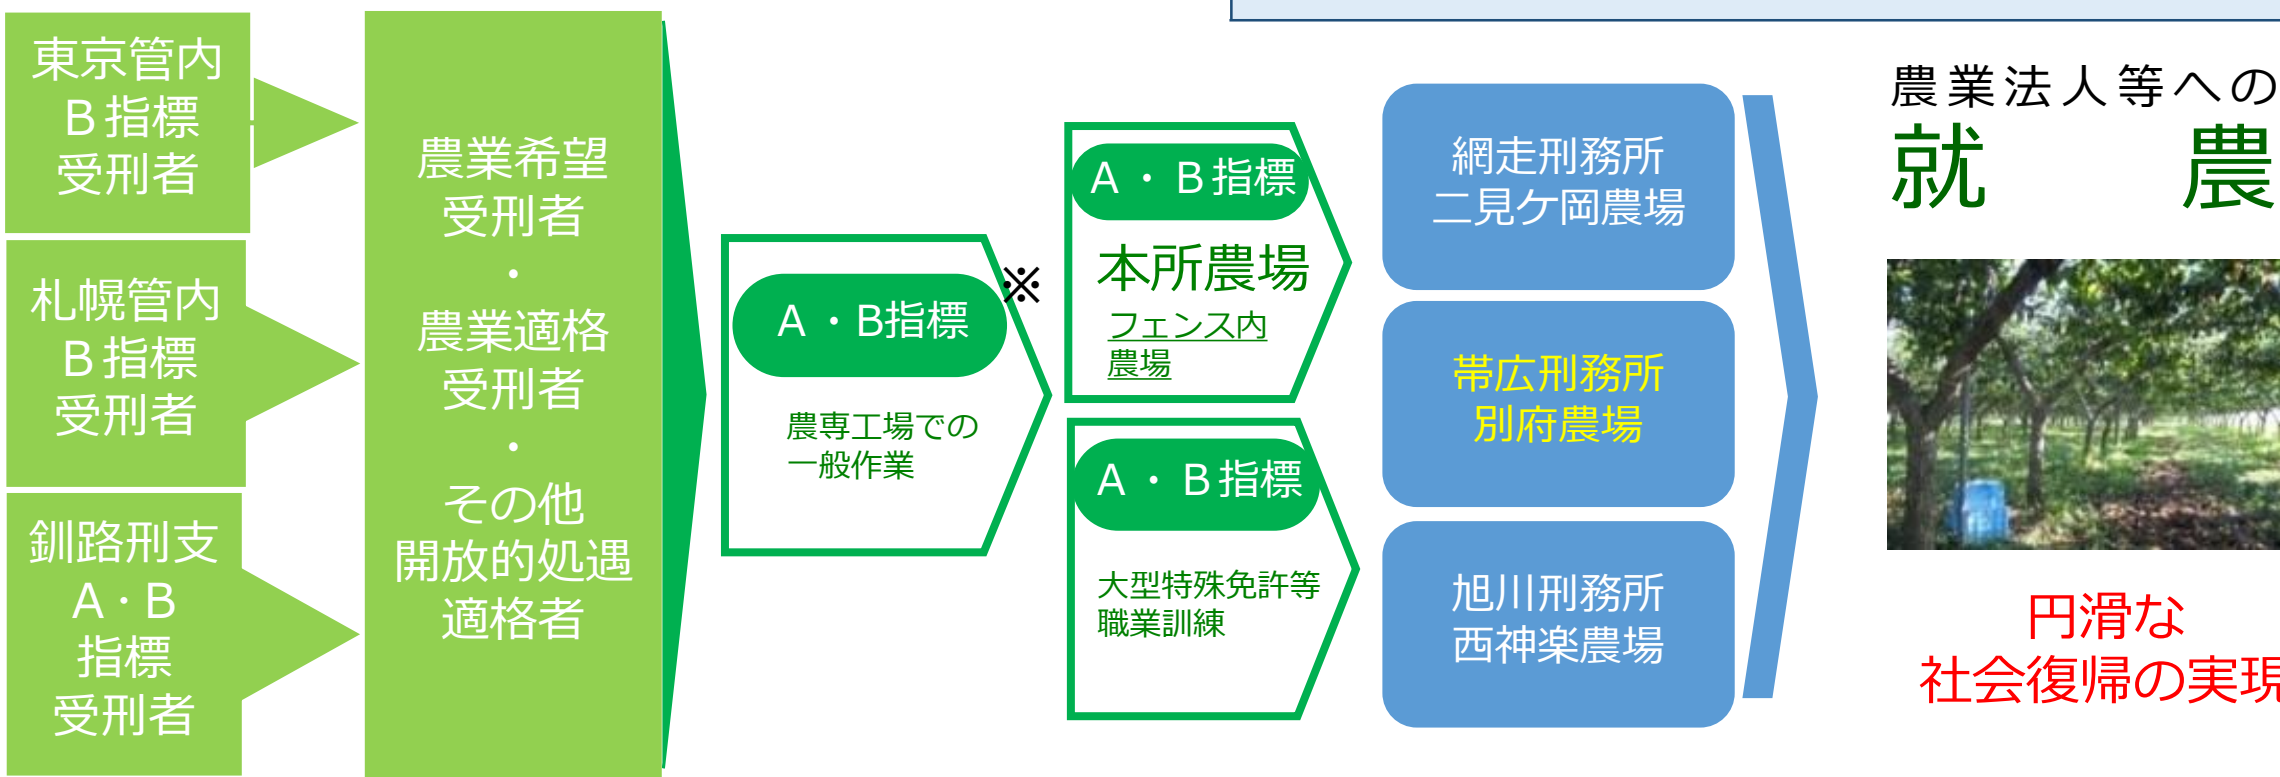 東京管内
Ｂ指標
受刑者
札幌管内
Ｂ指標
受刑者
釧路刑支
A・B
指標
受刑者
農業希望
受刑者
・
農業適格
受刑者
・
その他
開放的処遇
適格者
Ａ・B指標
※
農専工場での
一般作業
Ａ・Ｂ指標
本所農場
フェンス内
農場
Ａ・Ｂ指標
大型特殊免許等
職業訓練
網走刑務所
二見ケ岡農場
帯広刑務所
別府農場
旭川刑務所
西神楽農場
農業法人等への
就　農
円滑な
社会復帰の実現